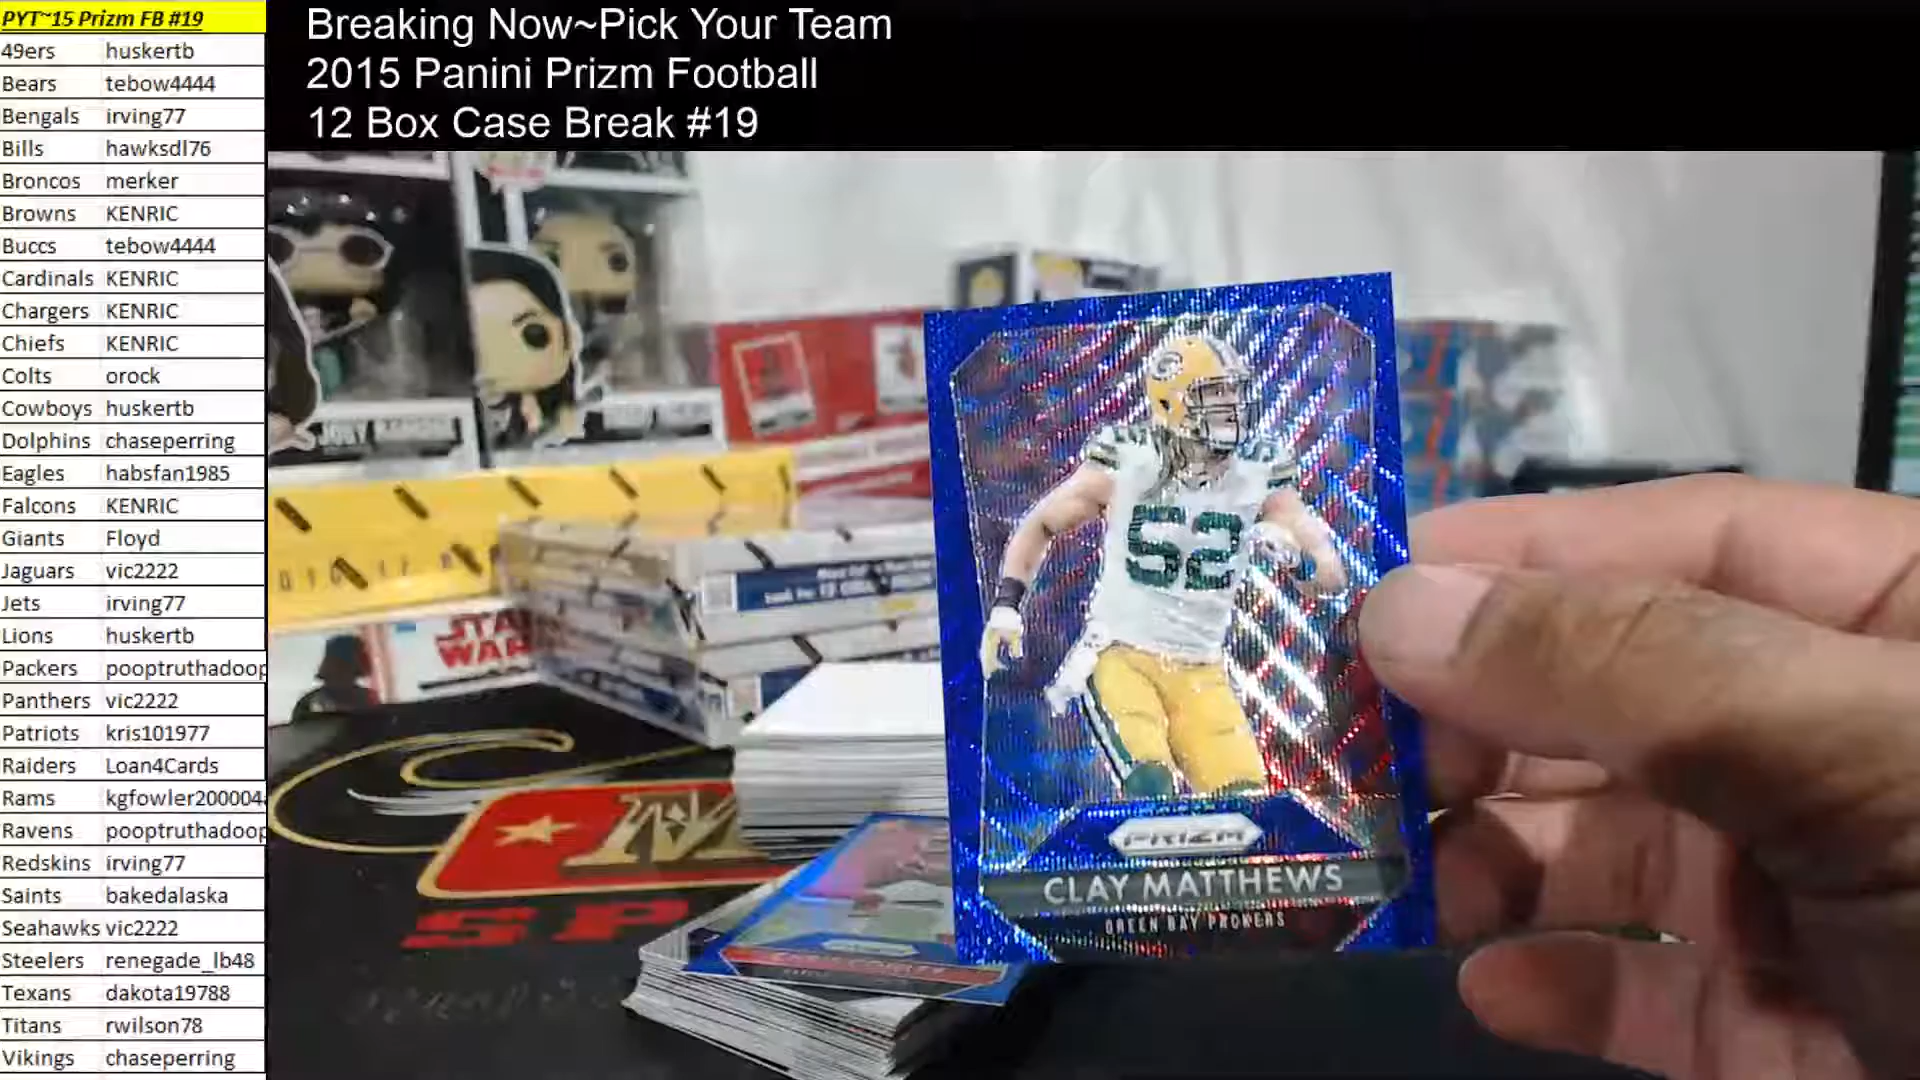 PYT~15 Prizm FB #19
49ers huskertb
Bears tebow4444
Bengals irving77
Bills hawksdl76
Broncos merker
Browns KENRIC
Buccs tebow4444
Cardinals KENRIC
Chargers KENRIC
Chiefs KENRIC
Colts orock
Cowboys huskertb
Dolphins chaseperring
Eagles habsfan1985
Falcons KENRIC
Giants Floyd
Jaguars vic2222
Jets irving77
Lions huskertb
Packers pooptruthadoop
Panthers vic2222
Patriots kris101977
Raiders Loan4Cards
Rams kgfowler200004
Ravens pooptruthadoop
Redskins irving77
Saints bakedalaska
Seahawks vic2222
Steelers renegade_lb48
Texans dakota19788
Titans rwilson78
Vikings chaseperring
Breaking Now~Pick Your Team
2015 Panini Prizm Football
12 Box Case Break #19
STAR
WAR
SP
52
PRIZM
CLAY MATTHEWS
GREEN BAY PACKERS